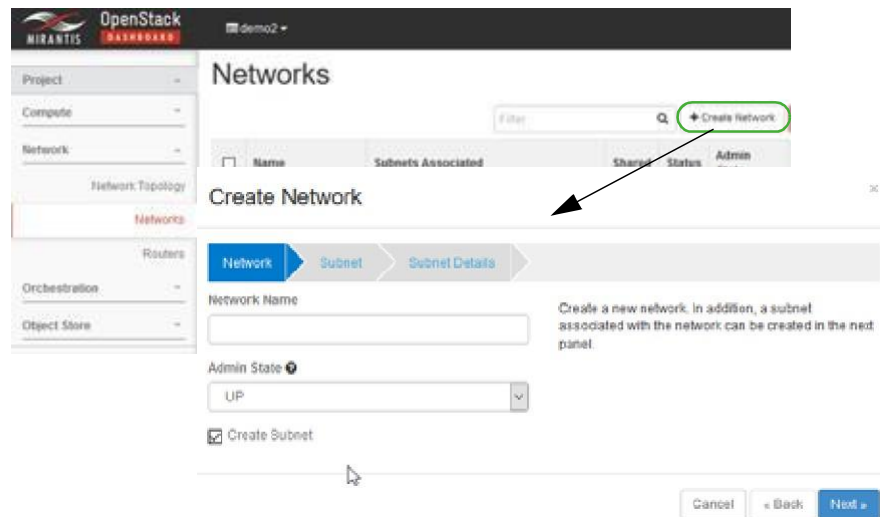 MIRANTIS
OpenStack
DASHBOARD
demo2
Project
Compute
Network
Network Topology
Networks
Routers
Orchestration
Object Store
Networks
Filter
+ Create Network
Name
Subnets Associated
Shared
Status
Admin
Create Network
×
Network
Subnet
Subnet Details
Network Name
Create a new network. In addition, a subnet
associated with the network can be created in the next
panel.
Admin State
UP
Create Subnet
Cancel
« Back
Next »